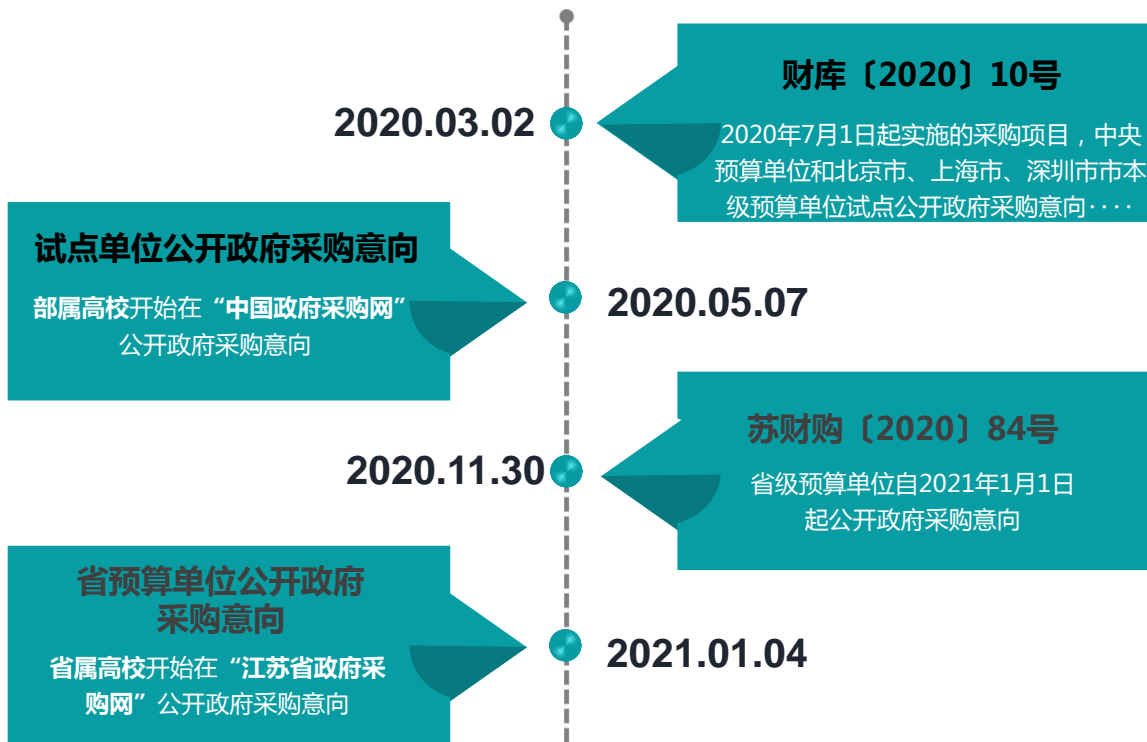 2020.03.02
财库〔2020〕10号
2020年7月1日起实施的采购项目，中央
预算单位和北京市、上海市、深圳市市本
级预算单位试点公开政府采购意向····
试点单位公开政府采购意向
部属高校开始在“中国政府采购网”
公开政府采购意向
2020.05.07
2020.11.30
苏财购〔2020〕84号
省级预算单位自2021年1月1日
起公开政府采购意向
省预算单位公开政府
采购意向
省属高校开始在“江苏省政府采
购网”公开政府采购意向
2021.01.04